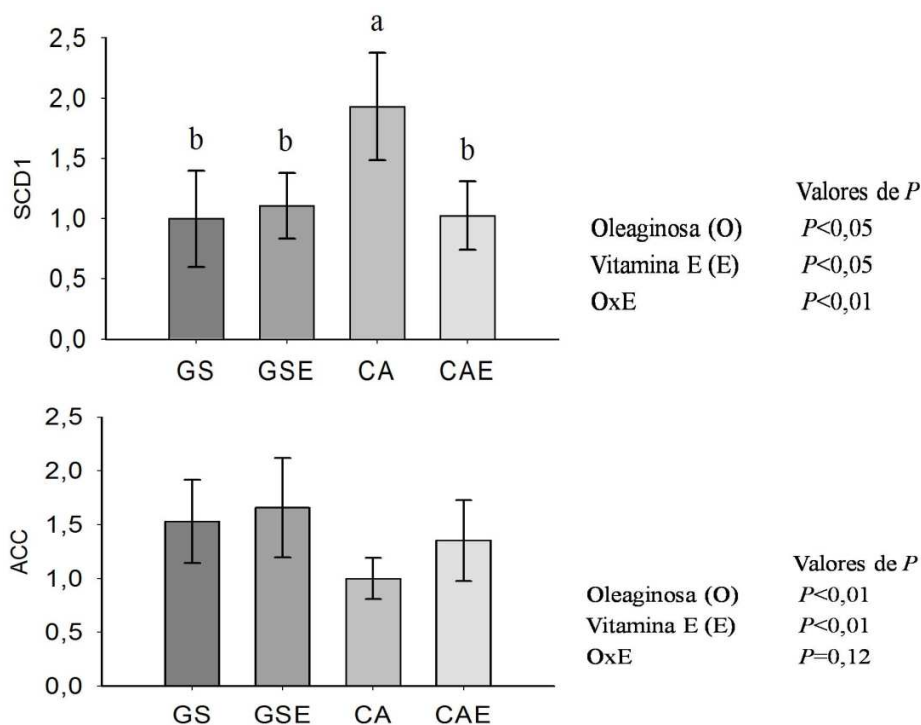 2,5
a
2,0
b b b
1,5
SCD1
1,0
0,5
0,0
GS GSE CA CAE
Valores de P
Oleaginosa (O) P<0,05
Vitamina E (E) P<0,05
OxE P<0,01
2,5
2,0
1,5
ACC
1,0
0,5
0,0
GS GSE CA CAE
Valores de P
Oleaginosa (O) P<0,01
Vitamina E (E) P<0,01
OxE P=0,12